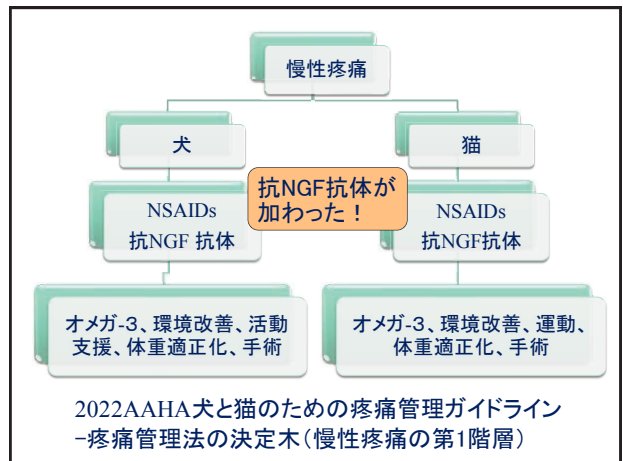 慢性疼痛
犬
猫
抗NGF抗体が
加わった！
NSAIDs
抗NGF 抗体
NSAIDs
抗NGF抗体
オメガ-3、環境改善、活動
支援、体重適正化、手術
オメガ-3、環境改善、運動、
体重適正化、手術
2022AAHA犬と猫のための疼痛管理ガイドライン
-疼痛管理法の決定木（慢性疼痛の第1階層）